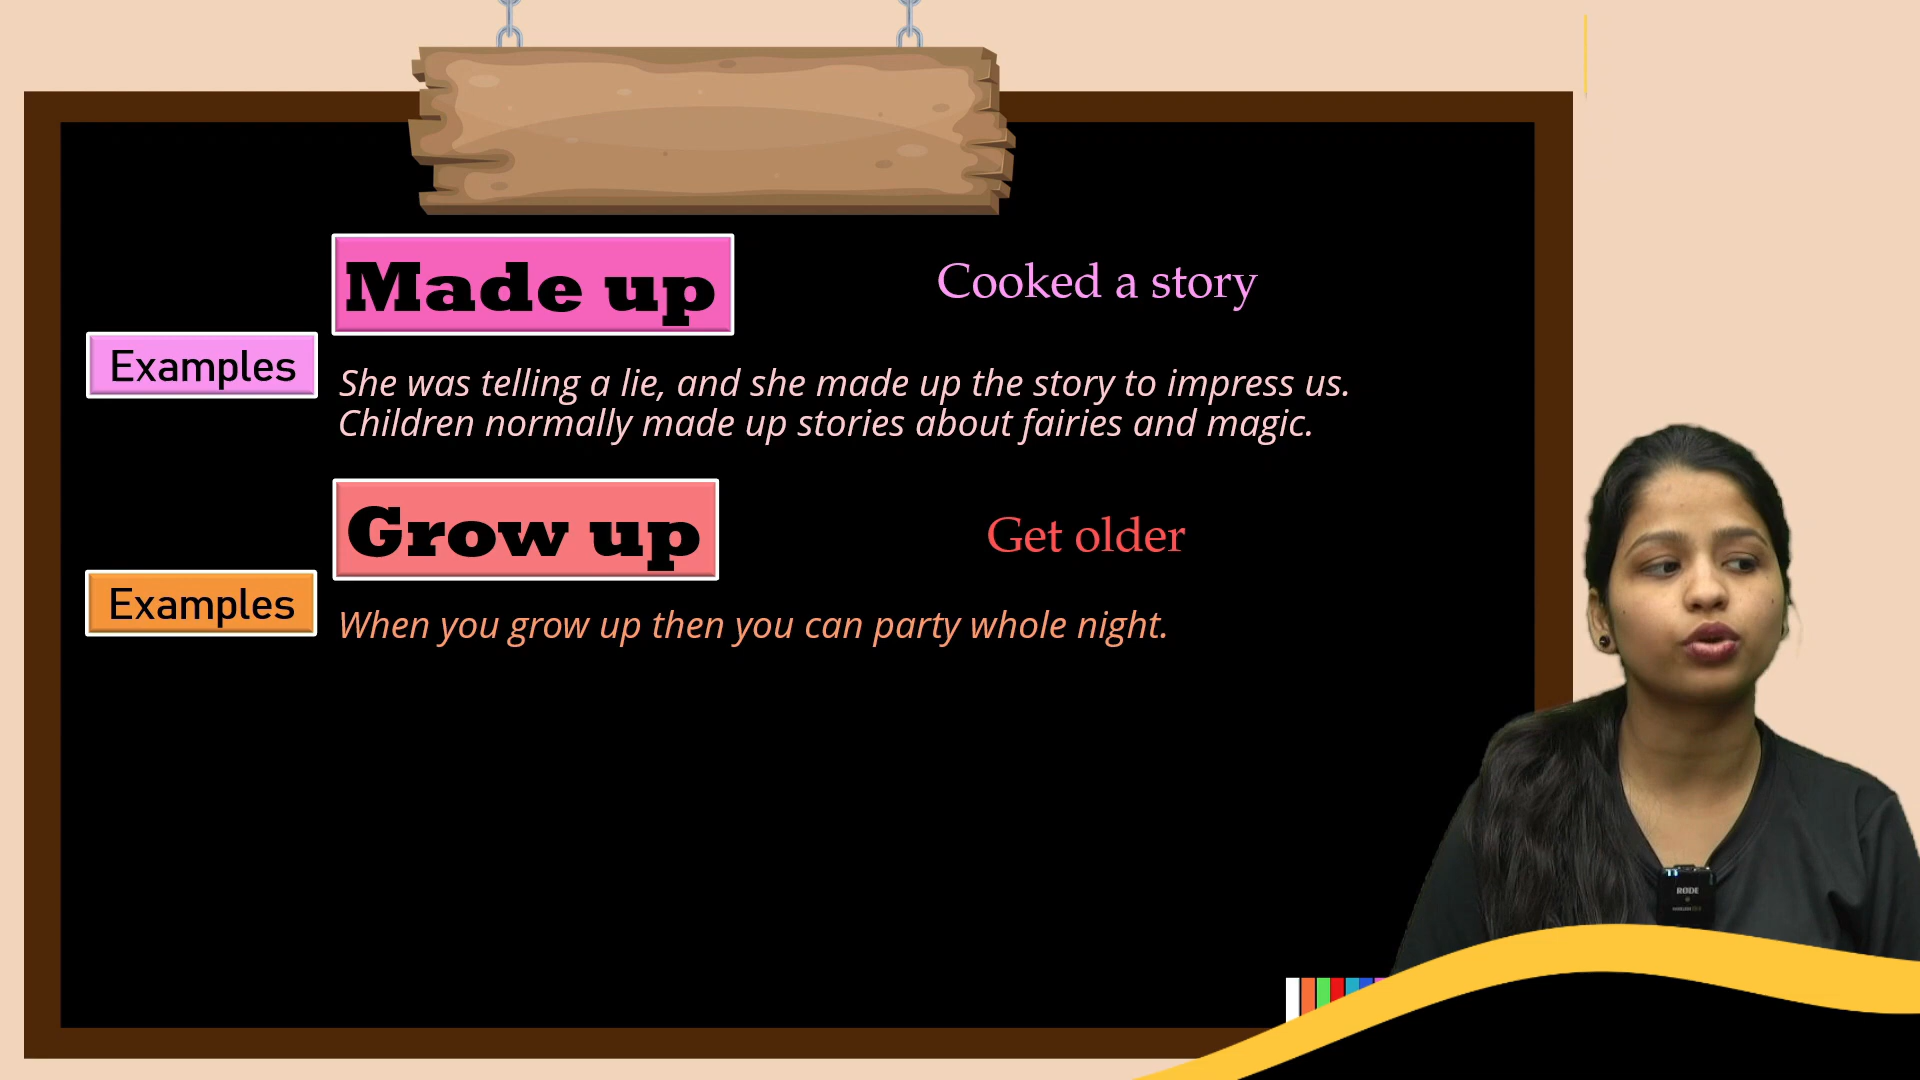 Made up
Cooked a story
Examples
She was telling a lie, and she made up the story to impress us.
Children normally made up stories about fairies and magic.
Grow up
Get older
Examples
When you grow up then you can party whole night.
RØDE